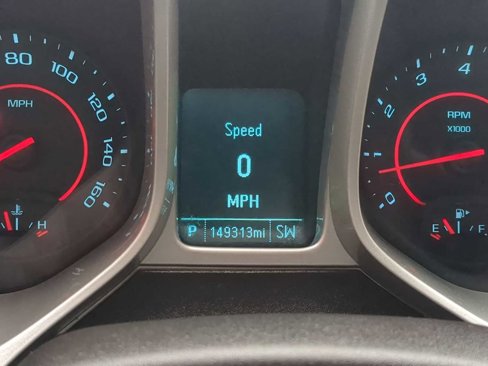 80 100 120 140 160
MPH
H
Speed
0
MPH
P 149313mi SW
0 1 2 3 4
RPM
X1000
E F